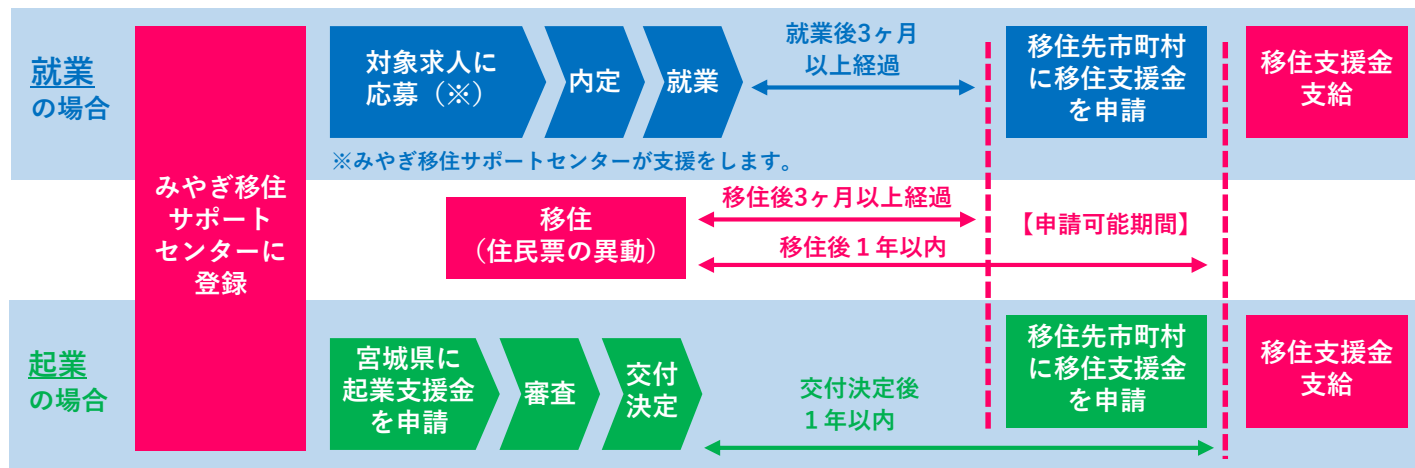 就業
の場合
みやぎ移住
サポート
センターに
登録
対象求人に
応募（※）
内定
就業
就業後3ヶ月
以上経過
移住先市町村
に移住支援金
を申請
移住支援金
支給
※みやぎ移住サポートセンターが支援をします。
移住
（住民票の異動）
移住後3ヶ月以上経過
移住後１年以内
【申請可能期間】
起業
の場合
宮城県に
起業支援金
を申請
審査
交付
決定
交付決定後
１年以内
移住先市町村
に移住支援金
を申請
移住支援金
支給